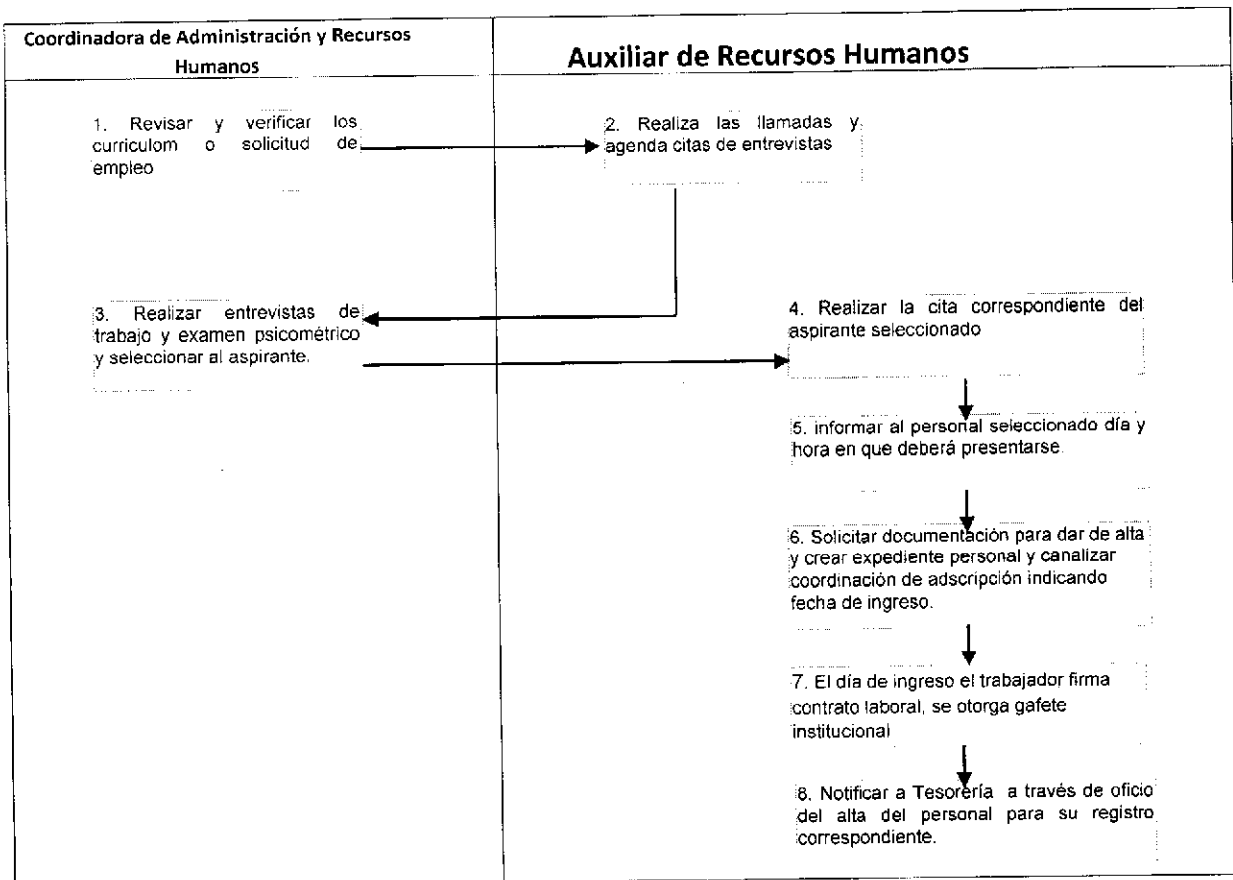 Coordinadora de Administración y Recursos
Humanos
Auxiliar de Recursos Humanos
1. Revisar y verificar los
curriculom o solicitud de
empleo
2. Realiza las llamadas y
agenda citas de entrevistas
3. Realizar entrevistas de
trabajo y examen psicométrico
y seleccionar al aspirante.
4. Realizar la cita correspondiente del
aspirante seleccionado
5. informar al personal seleccionado día y
hora en que deberá presentarse.
6. Solicitar documentación para dar de alta
y crear expediente personal y canalizar
coordinación de adscripción indicando
fecha de ingreso.
7. El día de ingreso el trabajador firma
contrato laboral, se otorga gafete
institucional
8. Notificar a Tesorería a través de oficio
del alta del personal para su registro
correspondiente.